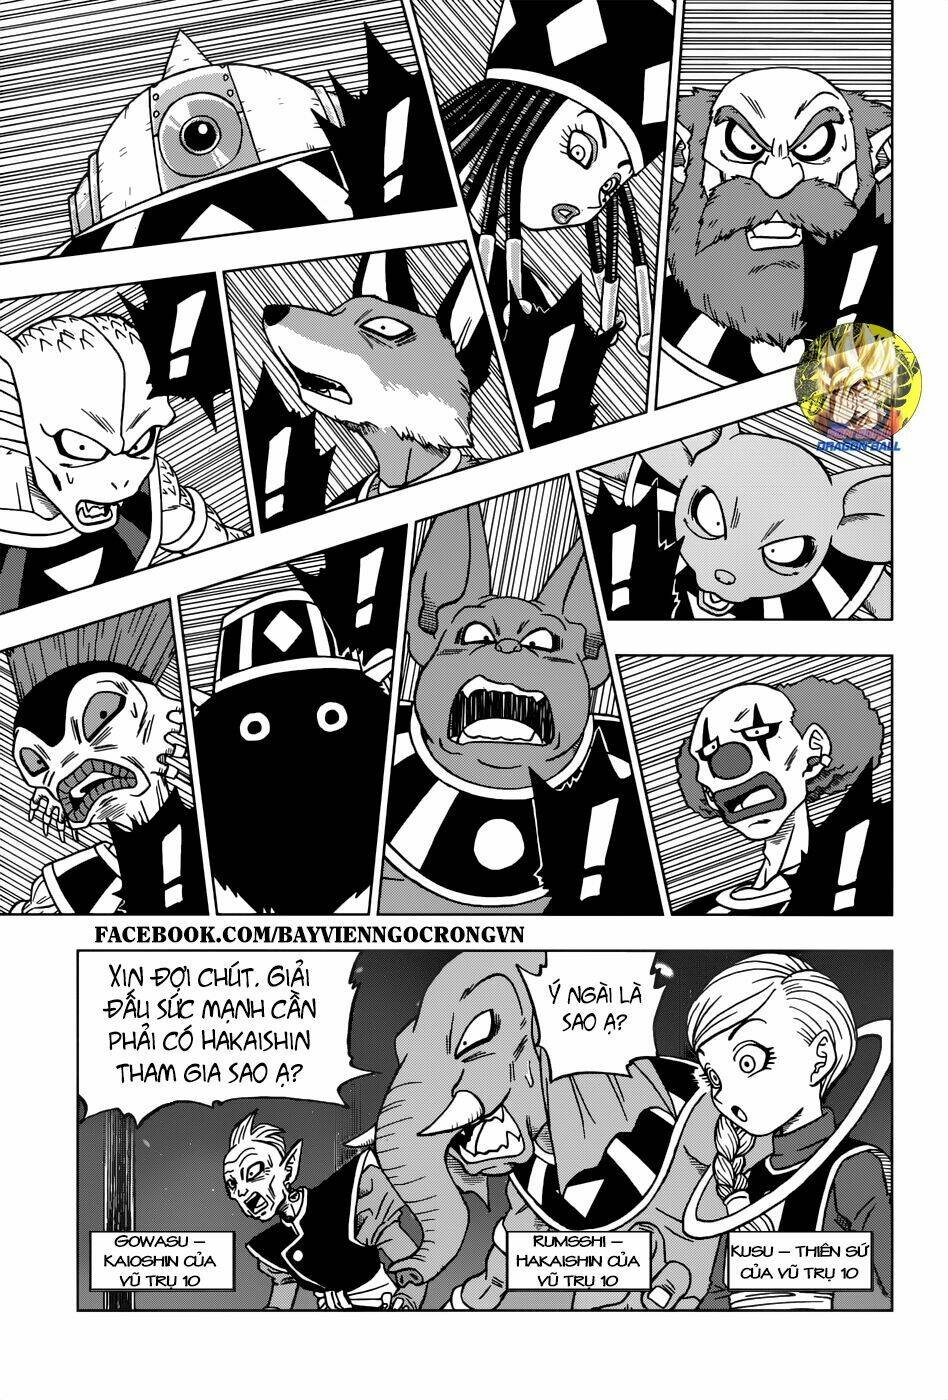 !
!
!
!
!
!
!
!
!
DRAGON BALL
FACEBOOK.COM/BAYVIENNGOCRONGVN
XIN ĐỢI CHÚT. GIẢI
ĐẤU SỨC MẠNH CẦN
PHẢI CÓ HAKAISHIN
THAM GIA SAO Ạ?
Ý NGÀI LÀ
SAO Ạ?
GOWASU –
KAIOSHIN CỦA
VŨ TRỤ 10
RUMSSHI –
HAKAISHIN CỦA
VŨ TRỤ 10
KUSU – THIÊN SỨ
CỦA VŨ TRỤ 10